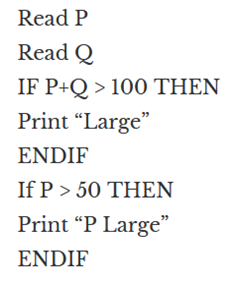 Read P
Read Q
IF P+Q > 100 THEN
Print “Large”
ENDIF
If P > 50 THEN
Print “P Large”
ENDIF